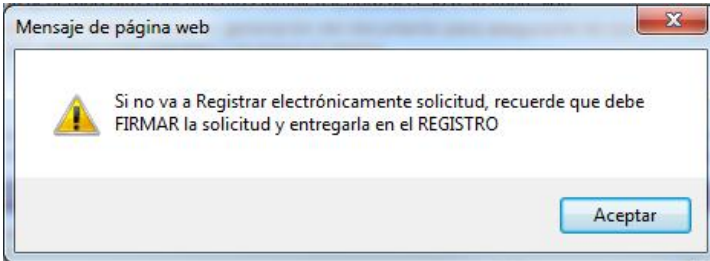 Mensaje de página web
Si no va a Registrar electrónicamente solicitud, recuerde que debe
FIRMAR la solicitud y entregarla en el REGISTRO
Aceptar